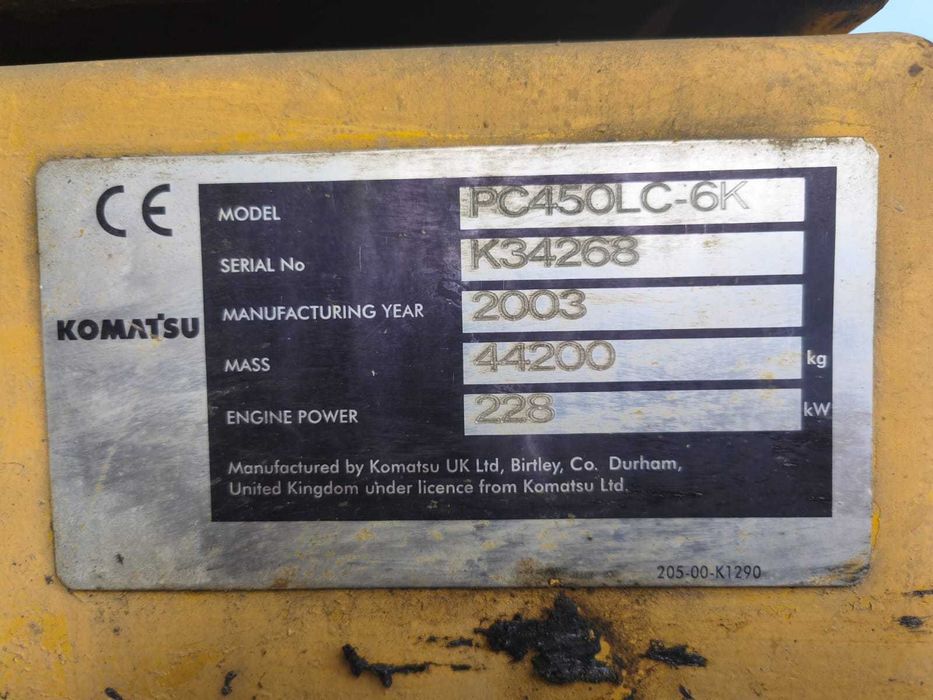 CE
MODEL PC450LC-6K
SERIAL No K34268
KOMATSU
MANUFACTURING YEAR 2003
MASS 44200 kg
ENGINE POWER 228 kW
Manufactured by Komatsu UK Ltd, Birtley, Co. Durham,
United Kingdom under licence from Komatsu Ltd.
205-00-K1290